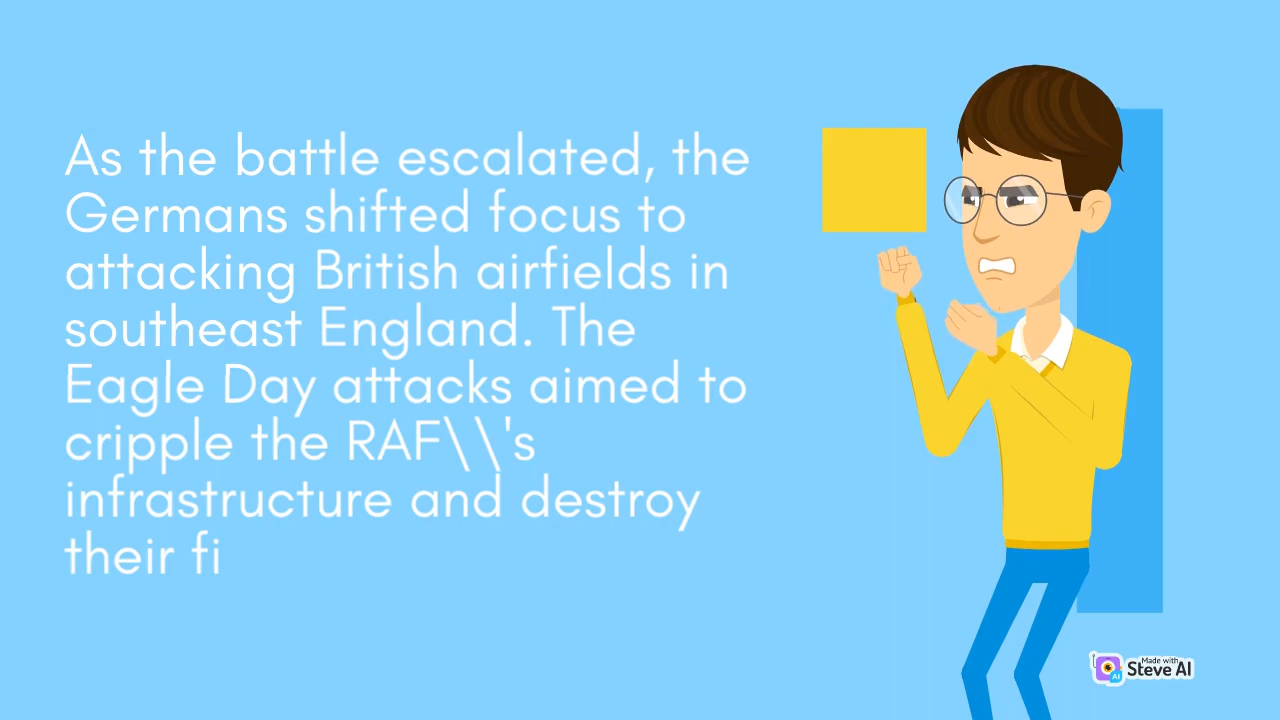 As the battle escalated, the
Germans shifted focus to
attacking British airfields in
southeast England. The
Eagle Day attacks aimed to
cripple the RAF\\'s
infrastructure and destroy
their fi
Made with
Steve AI
AI